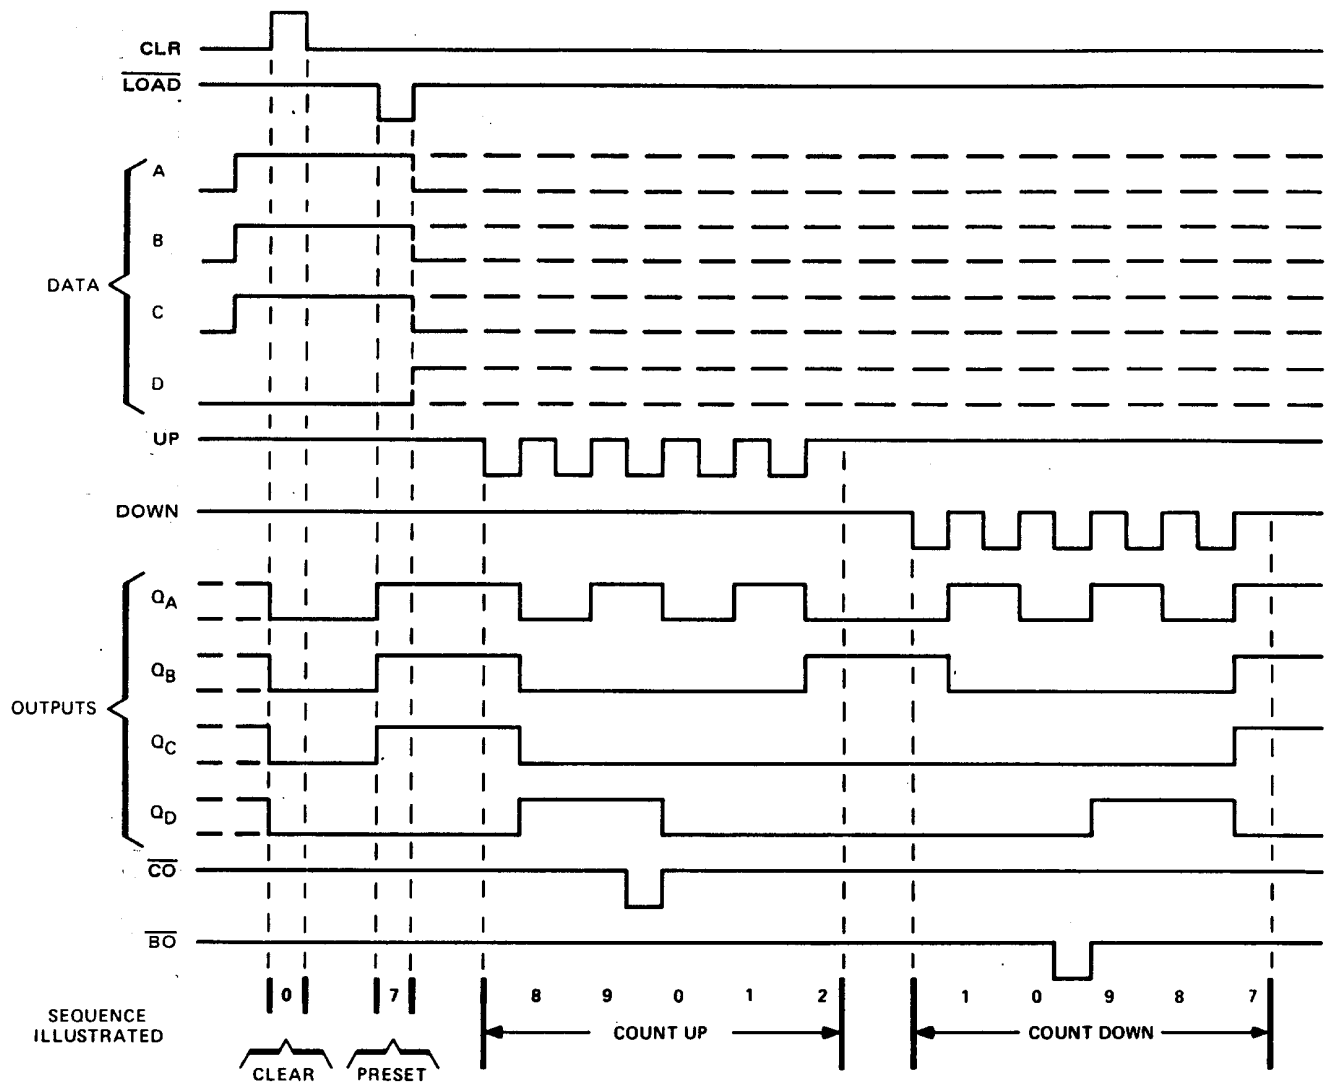 CLR
LOAD
A
B
DATA
C
D
UP
DOWN
QA
QB
OUTPUTS
QC
QD
CO
BO
0 7 8 9 0 1 2 1 0 9 8 7
SEQUENCE
ILLUSTRATED
COUNT UP COUNT DOWN
CLEAR PRESET